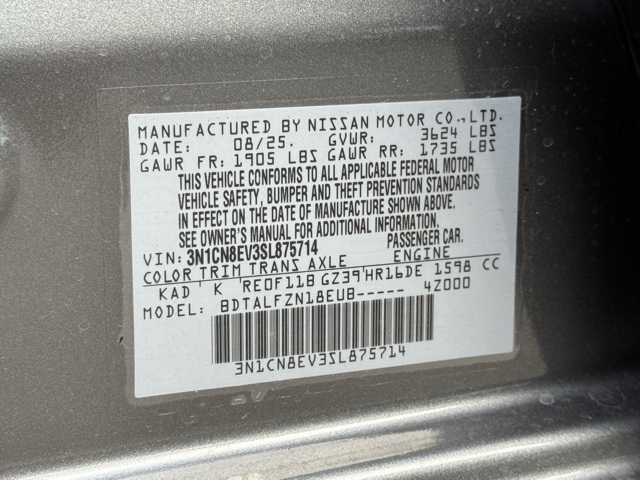 MANUFACTURED BY NISSAN MOTOR CO.,LTD.
DATE: 08/25. GVWR: 3624 LBS
GAWR FR: 1905 LBS GAWR RR: 1735 LBS
THIS VEHICLE CONFORMS TO ALL APPLICABLE FEDERAL MOTOR
VEHICLE SAFETY, BUMPER AND THEFT PREVENTION STANDARDS
IN EFFECT ON THE DATE OF MANUFACTURE SHOWN ABOVE.
SEE OWNER'S MANUAL FOR ADDITIONAL INFORMATION.
VIN: 3N1CN8EV3SL875714 PASSENGER CAR.
COLOR TRIM TRANS AXLE ENGINE
KAD ' K 'RE0F11B GZ39'HR16DE 1598 CC
MODEL: BDTALFZN18EUB----- 4Z000
3N1CN8EV3SL875714